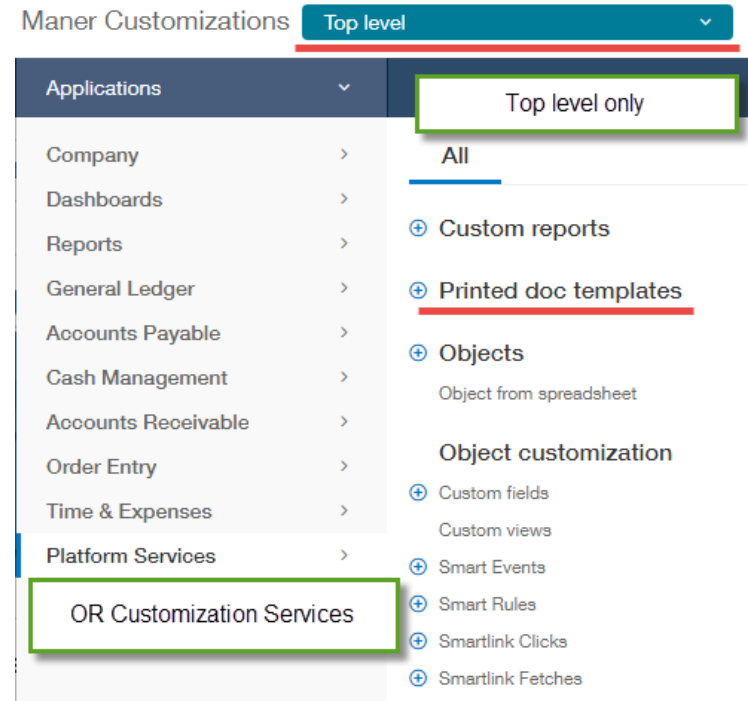 Maner Customizations Top level
Applications
Top level only
Company
Dashboards
Reports
General Ledger
Accounts Payable
Cash Management
Accounts Receivable
Order Entry
Time & Expenses
Platform Services
OR Customization Services
All
Custom reports
Printed doc templates
Objects
Object from spreadsheet
Object customization
Custom fields
Custom views
Smart Events
Smart Rules
Smartlink Clicks
Smartlink Fetches